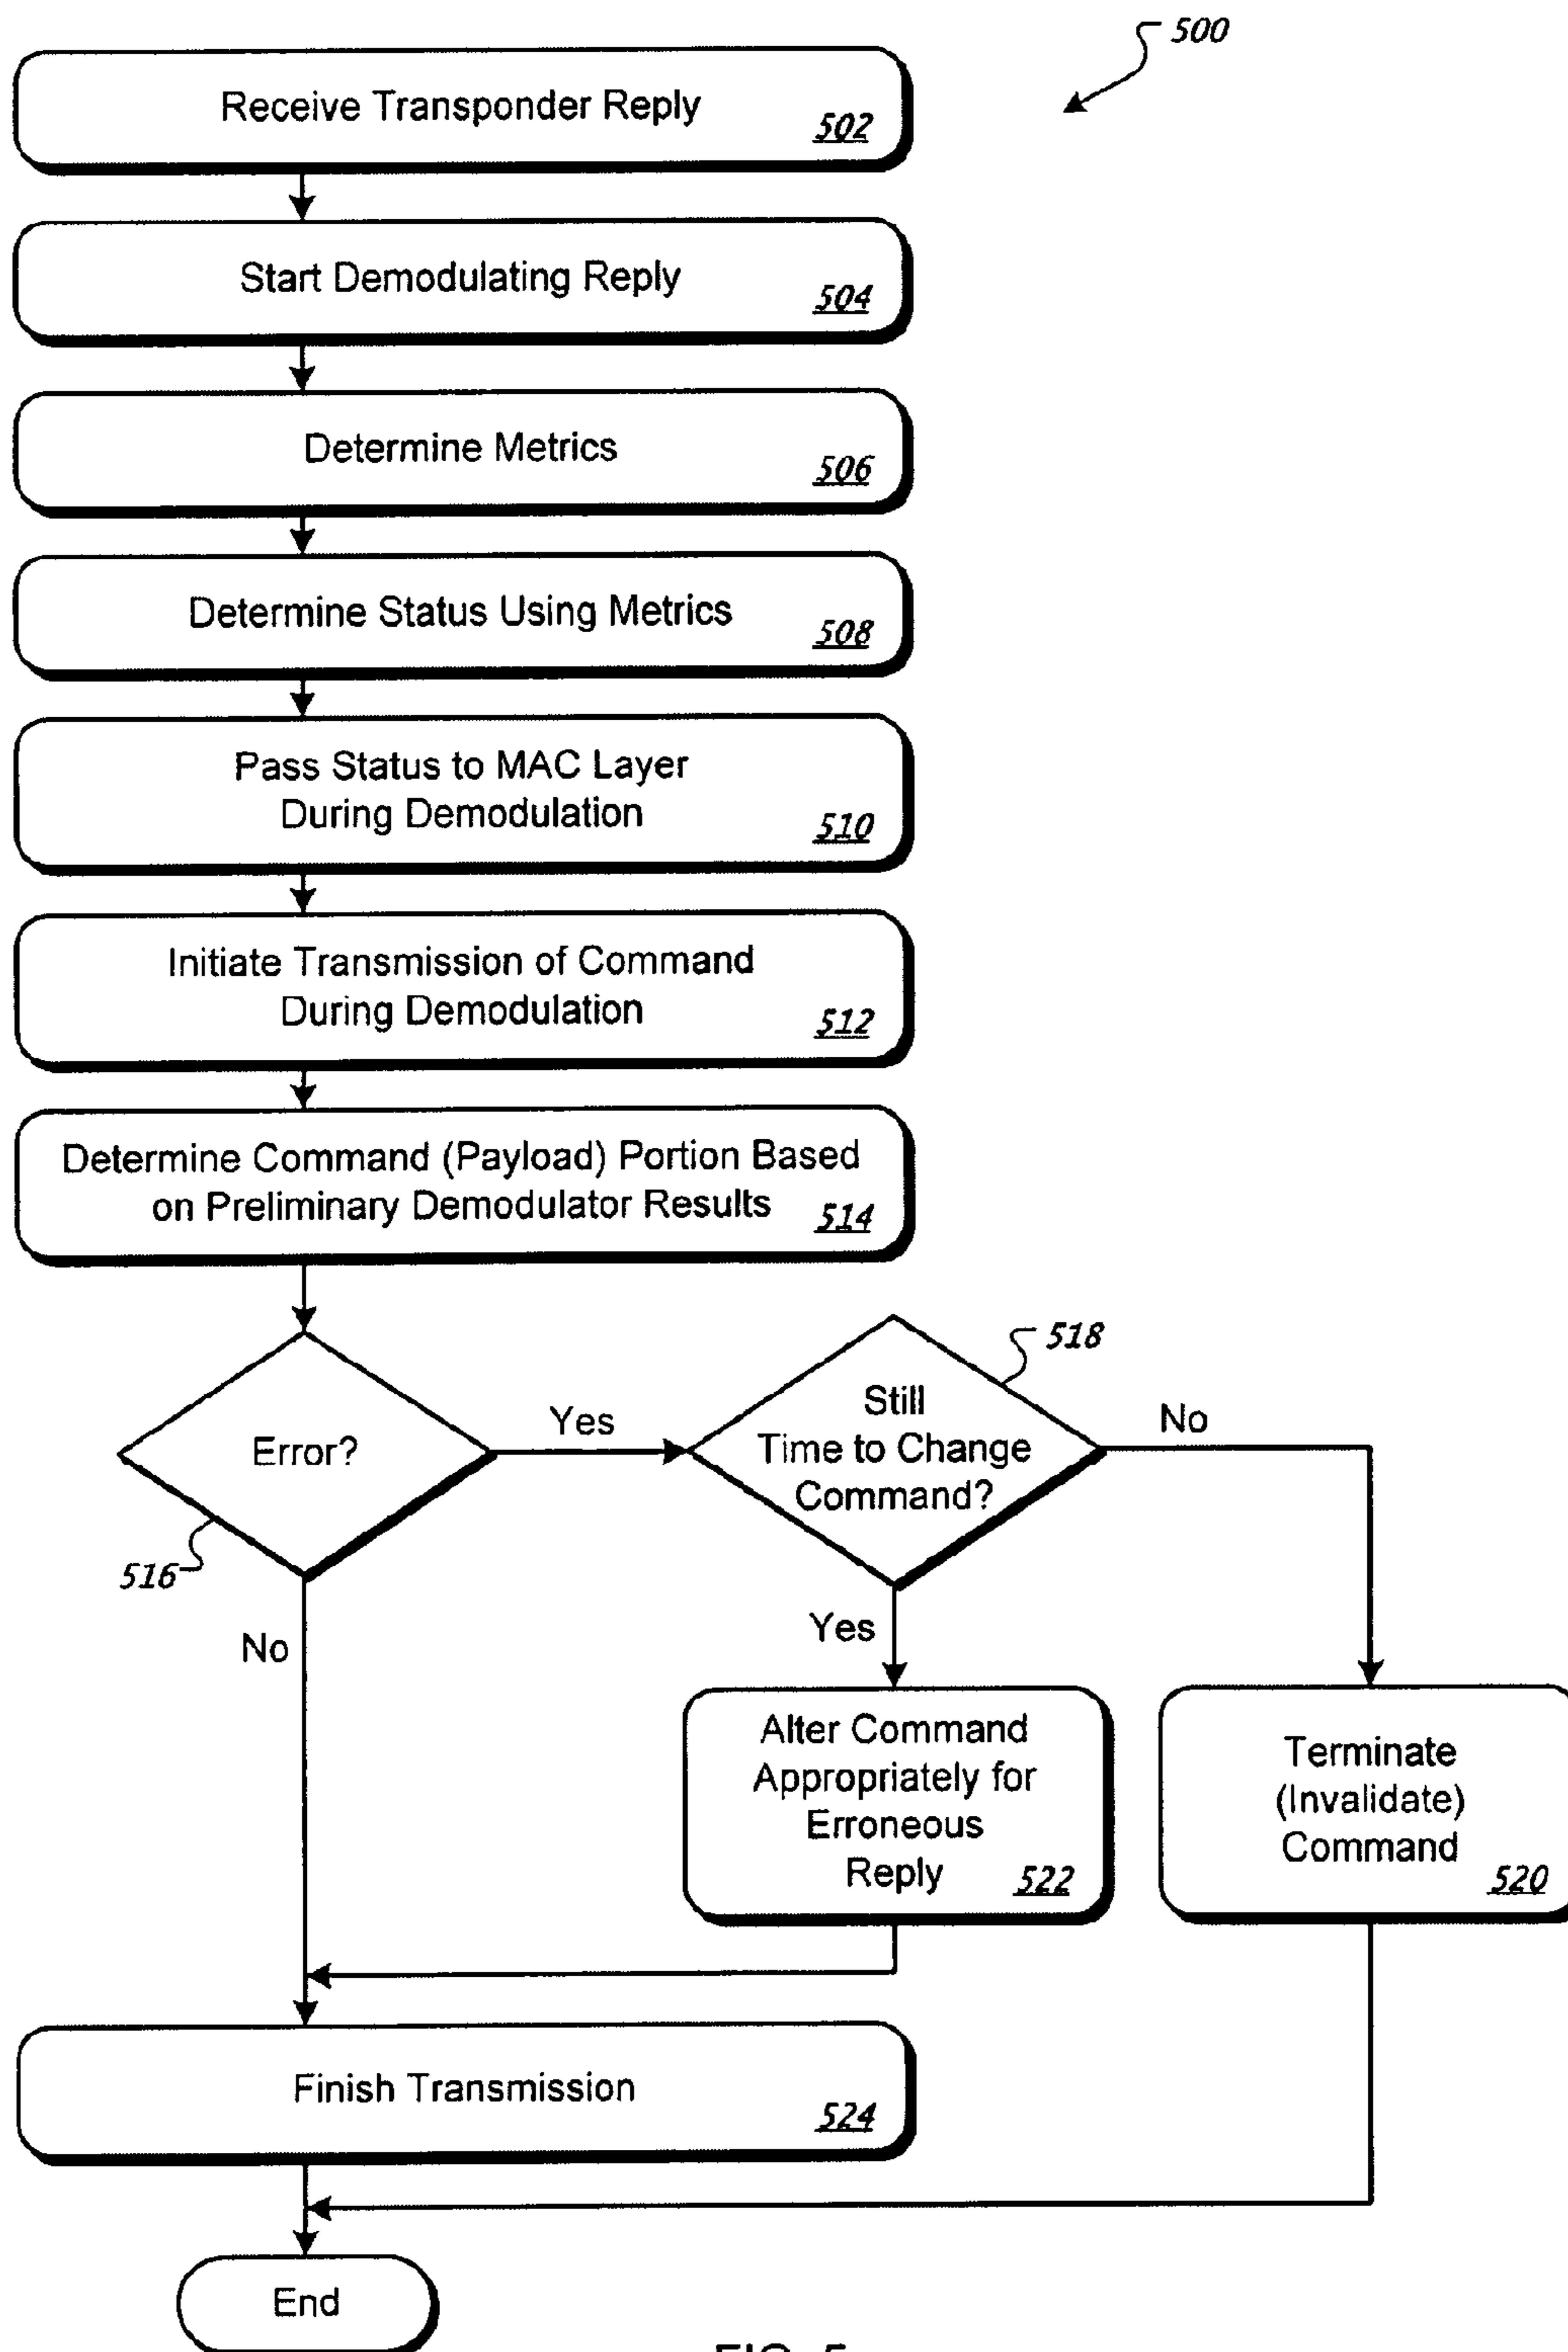 500
Receive Transponder Reply
502
Start Demodulating Reply
504
Determine Metrics
506
Determine Status Using Metrics
508
Pass Status to MAC Layer
During Demodulation
510
Initiate Transmission of Command
During Demodulation
512
Determine Command (Payload) Portion Based
on Preliminary Demodulator Results
514
Error?
516
Yes
No
Still
Time to Change
Command?
518
No
Yes
Alter Command
Appropriately for
Erroneous
Reply
522
Terminate
(Invalidate)
Command
520
Finish Transmission
524
End
FIG. 5